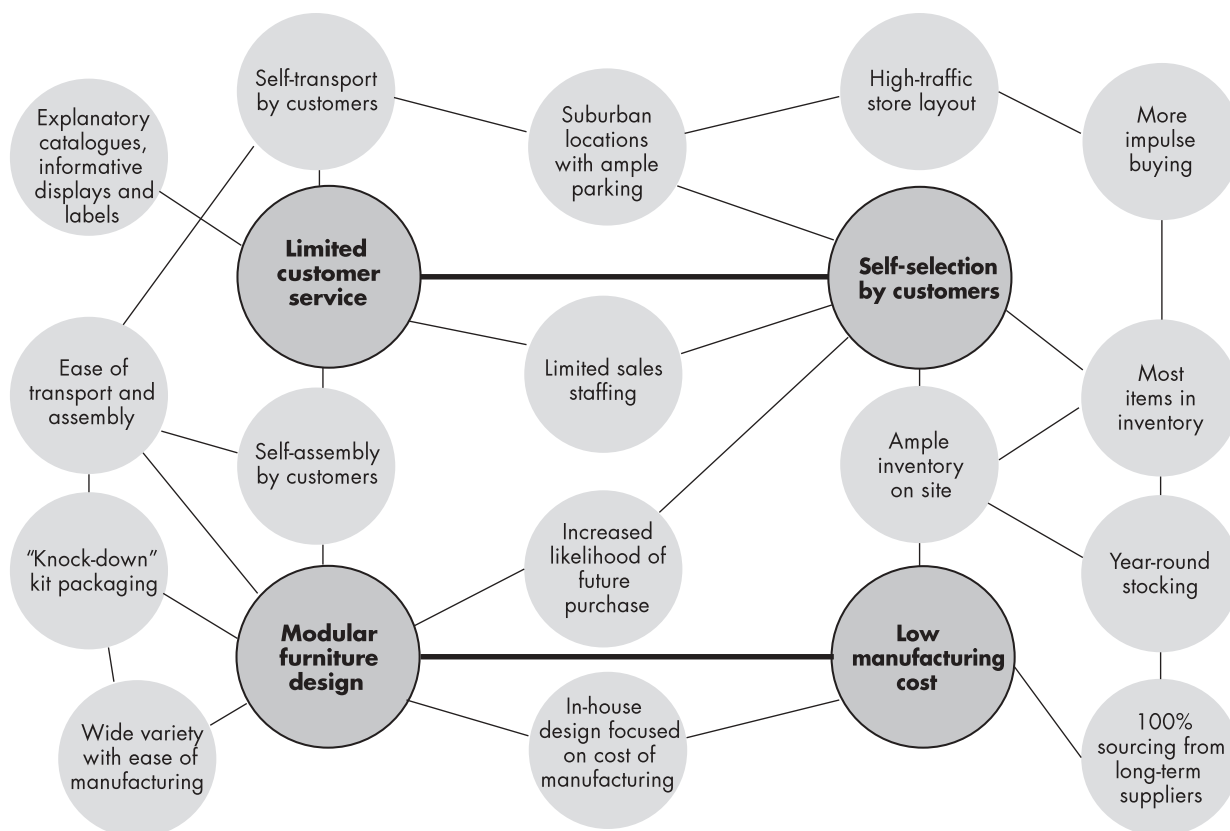 Self-transport
by customers
High-traffic
store layout
Explanatory
catalogues,
informative
displays and
labels
Suburban
locations
with ample
parking
More
impulse
buying
Limited
customer
service
Self-selection
by customers
Ease of
transport and
assembly
Limited sales
staffing
Most
items in
inventory
Self-assembly
by customers
Ample
inventory
on site
"Knock-down"
kit packaging
Increased
likelihood of
future
purchase
Year-round
stocking
Modular
furniture
design
Low
manufacturing
cost
Wide variety
with ease of
manufacturing
In-house
design focused
on cost of
manufacturing
100%
sourcing from
long-term
suppliers